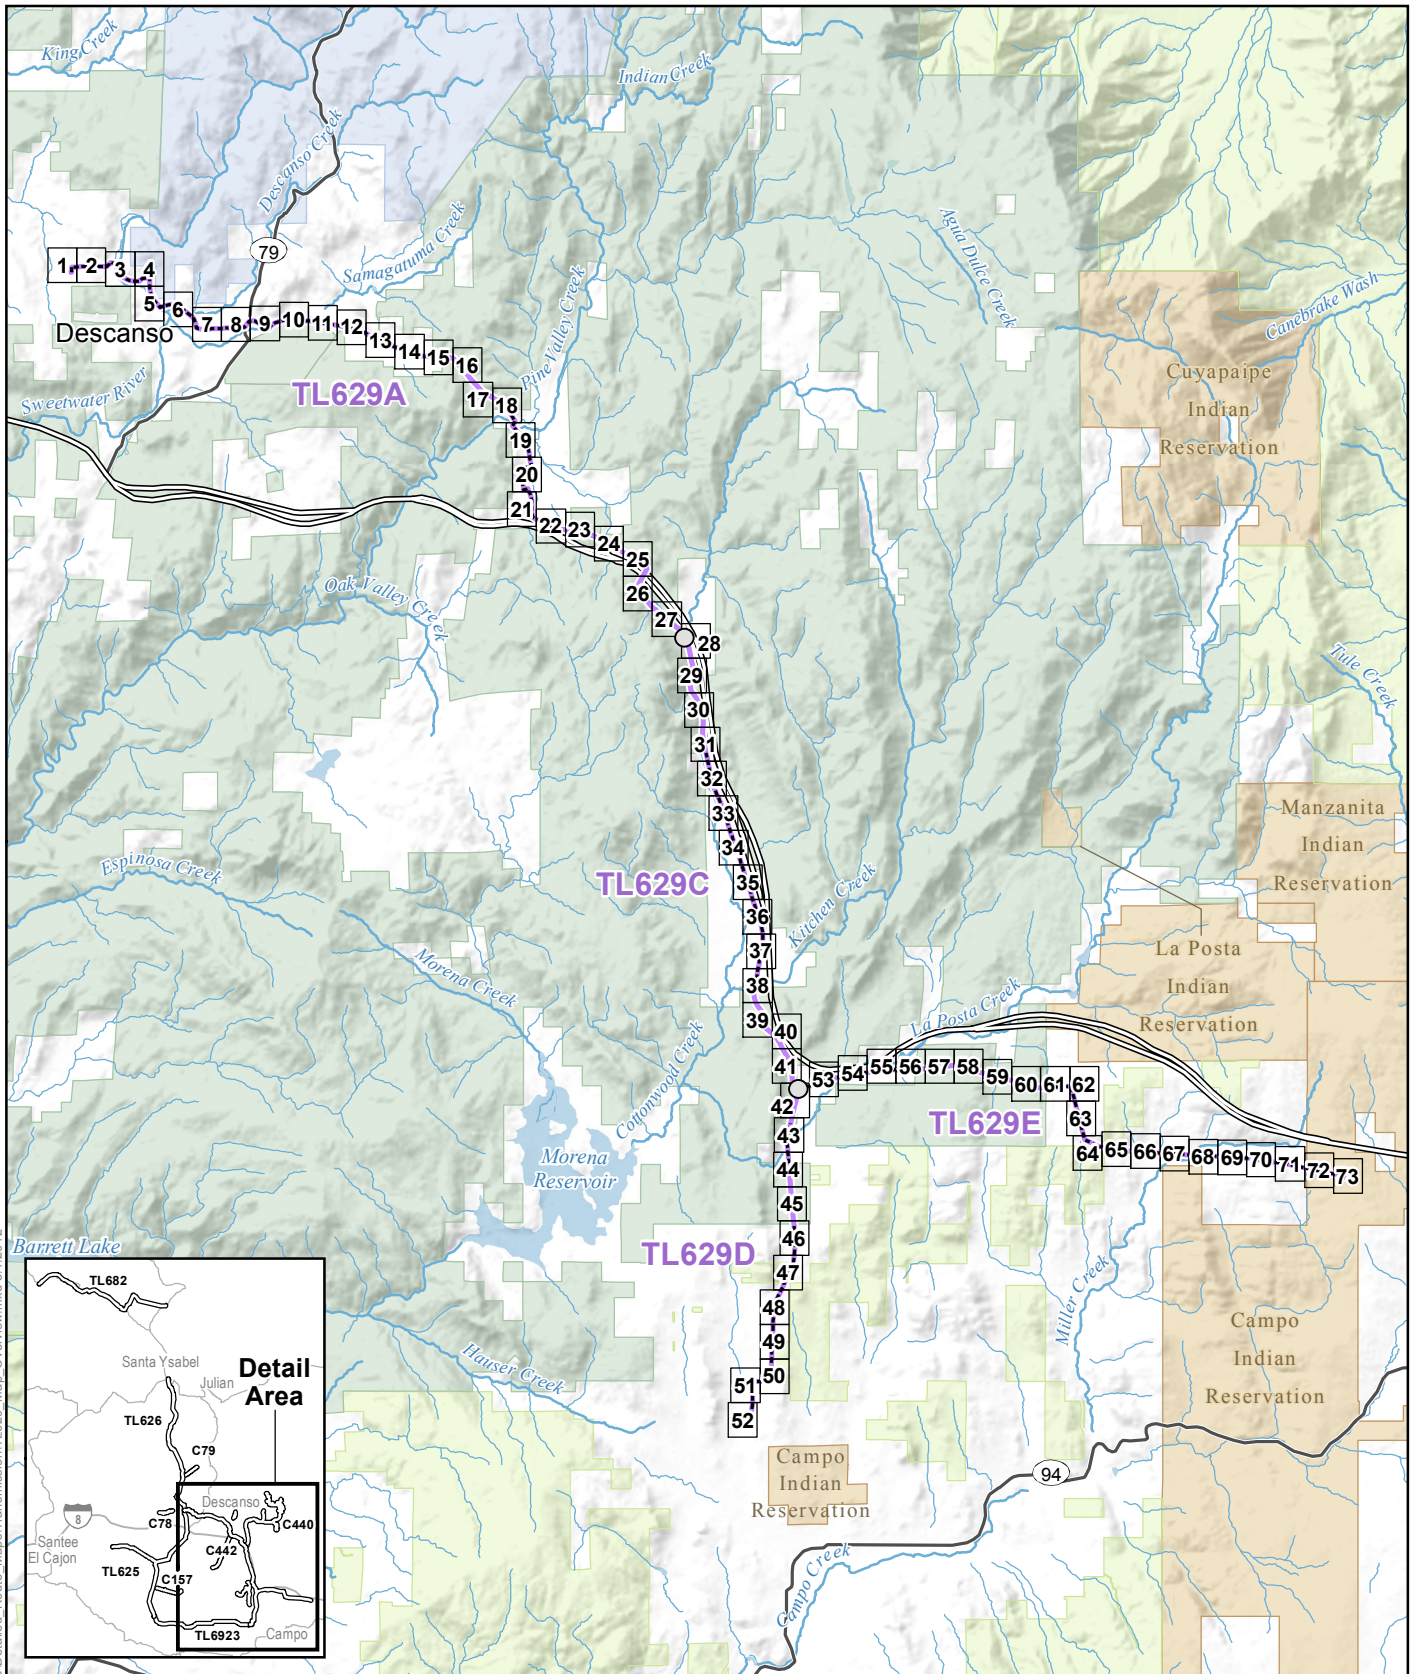 King Creek
Indian Creek
Descanso Creek
79
Samagatuma Creek
Agua Dulce Creek
Canebrake Wash
1
2
3
4
5
6
7
8
9
10
11
12
13
14
15
16
17
18
19
20
21
22
23
24
25
26
27
28
29
30
31
32
33
34
35
36
37
38
39
40
41
42
43
44
45
46
47
48
49
50
51
52
53
54
55
56
57
58
59
60
61
62
63
64
65
66
67
68
69
70
71
72
73
Descanso
Pine Valley Creek
Sweetwater River
TL629A
Cuyapaipe
Indian
Reservation
Oak Valley Creek
Tule Creek
Manzanita
Indian
Reservation
Espinosa Creek
TL629C
Kitchen Creek
Morena Creek
La Posta
Indian
Reservation
La Posta Creek
Cottonwood Creek
TL629E
Morena
Reservoir
Barrett Lake
TL629D
Miller Creek
Hauser Creek
Campo
Indian
Reservation
Campo
Indian
Reservation
94
Campo Creek
TL682
Santa Ysabel
Julian
Detail
Area
TL626
C79
Descanso
8
C78
C440
Santee
El Cajon
C442
TL625
C157
TL6923
Campo